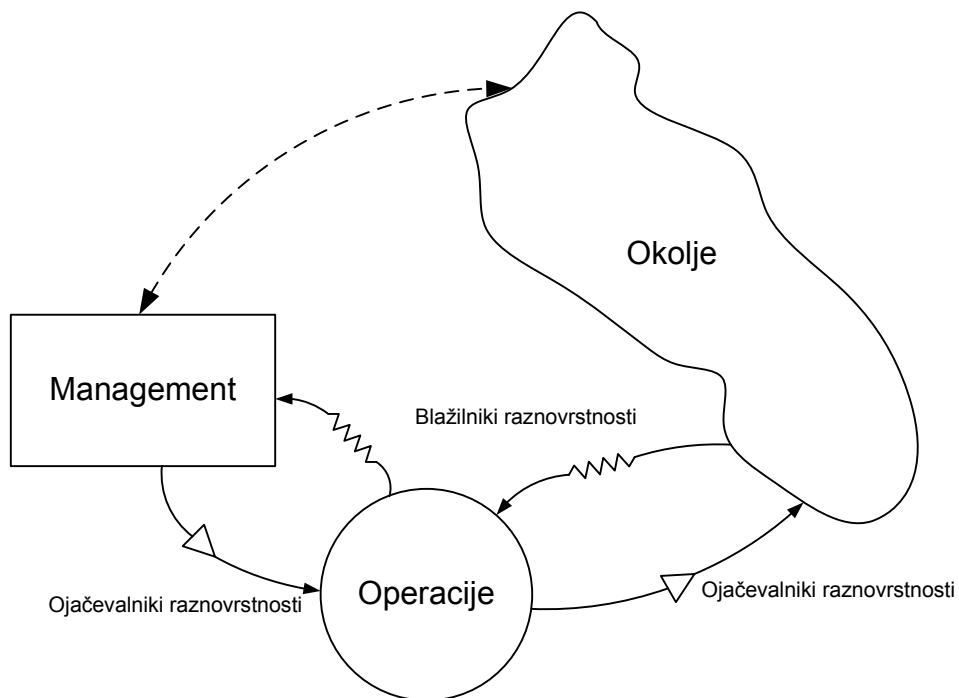 Okolje
Management
Blažilniki raznovrstnosti
Operacije
Ojačevalniki raznovrstnosti
Ojačevalniki raznovrstnosti